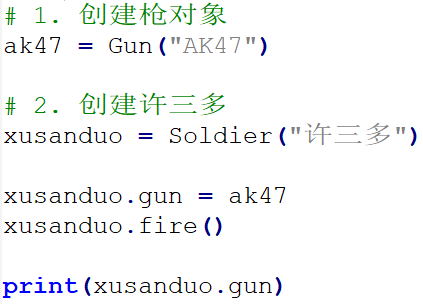 # 1. 创建枪对象
ak47 = Gun("AK47")
# 2. 创建许三多
xusanduo = Soldier("许三多")
xusanduo.gun = ak47
xusanduo.fire()
print(xusanduo.gun)